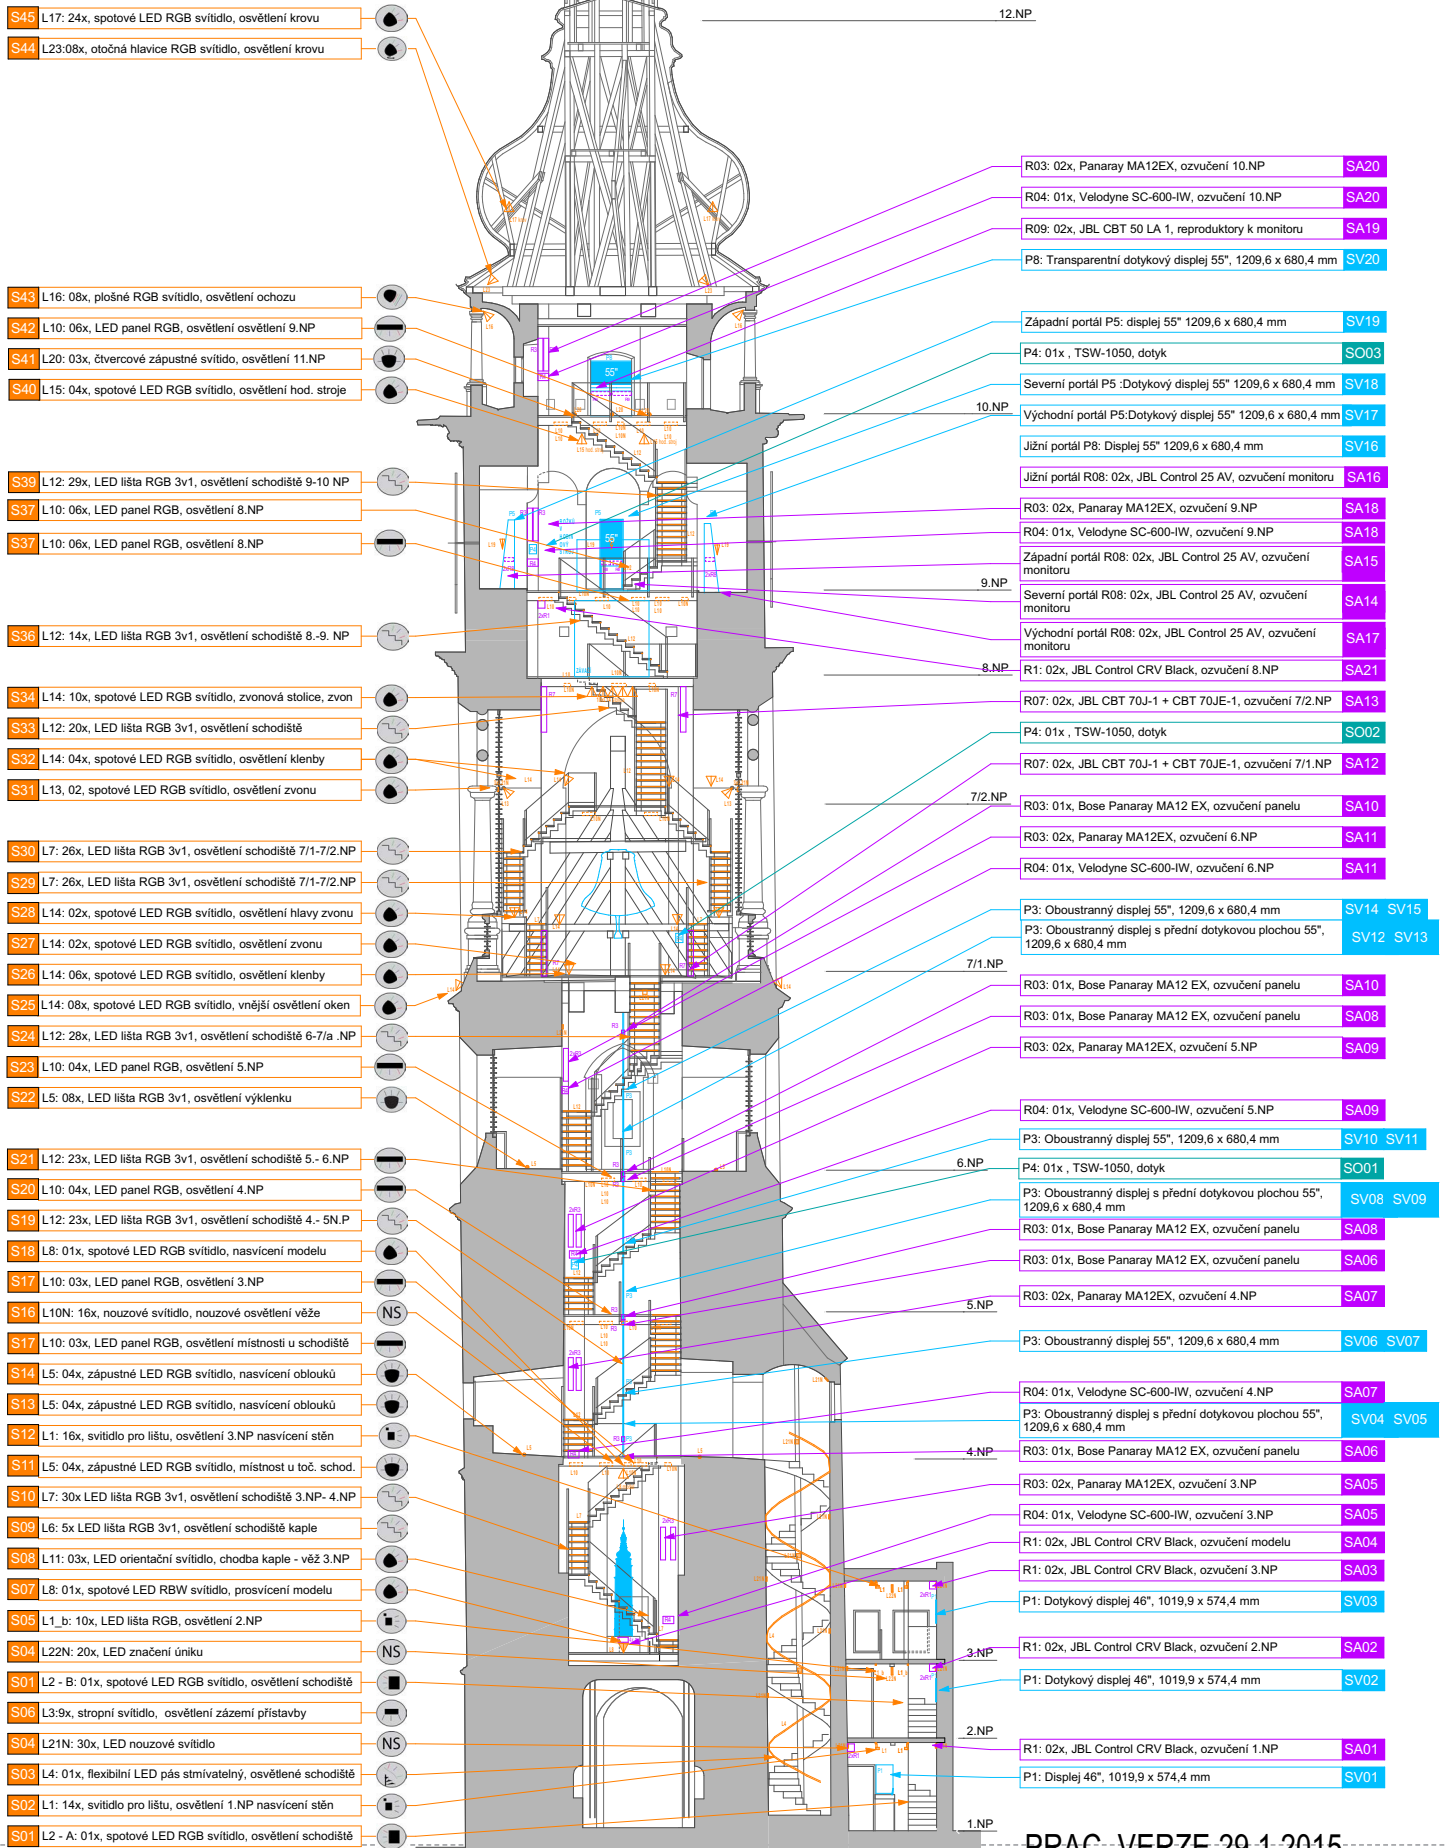 S45 L17: 24x, spotové LED RGB svítidlo, osvětlení krovu
S44 L23:08x, otočná hlavice RGB svítidlo, osvětlení krovu
S43 L16: 08x, plošné RGB svítidlo, osvětlení ochozu
S42 L10: 06x, LED panel RGB, osvětlení osvětlení 9.NP
S41 L20: 03x, čtvercové zápustné svítido, osvětlení 11.NP
S40 L15: 04x, spotové LED RGB svítidlo, osvětlení hod. stroje
S39 L12: 29x, LED lišta RGB 3v1, osvětlení schodiště 9-10 NP
S37 L10: 06x, LED panel RGB, osvětlení 8.NP
S37 L10: 06x, LED panel RGB, osvětlení 8.NP
S36 L12: 14x, LED lišta RGB 3v1, osvětlení schodiště 8.-9. NP
S34 L14: 10x, spotové LED RGB svítidlo, zvonová stolice, zvon
S33 L12: 20x, LED lišta RGB 3v1, osvětlení schodiště
S32 L14: 04x, spotové LED RGB svítidlo, osvětlení klenby
S31 L13, 02, spotové LED RGB svítidlo, osvětlení zvonu
S30 L7: 26x, LED lišta RGB 3v1, osvětlení schodiště 7/1-7/2.NP
S29 L7: 26x, LED lišta RGB 3v1, osvětlení schodiště 7/1-7/2.NP
S28 L14: 02x, spotové LED RGB svítidlo, osvětlení hlavy zvonu
S27 L14: 02x, spotové LED RGB svítidlo, osvětlení zvonu
S26 L14: 06x, spotové LED RGB svítidlo, osvětlení klenby
S25 L14: 08x, spotové LED RGB svítidlo, vnější osvětlení oken
S24 L12: 28x, LED lišta RGB 3v1, osvětlení schodiště 6-7/a .NP
S23 L10: 04x, LED panel RGB, osvětlení 5.NP
S22 L5: 08x, LED lišta RGB 3v1, osvětlení výklenku
S21 L12: 23x, LED lišta RGB 3v1, osvětlení schodiště 5.- 6.NP
S20 L10: 04x, LED panel RGB, osvětlení 4.NP
S19 L12: 23x, LED lišta RGB 3v1, osvětlení schodiště 4.- 5N.P
S18 L8: 01x, spotové LED RGB svítidlo, nasvícení modelu
S17 L10: 03x, LED panel RGB, osvětlení 3.NP
S16 L10N: 16x, nouzové svítidlo, nouzové osvětlení věže NS
S17 L10: 03x, LED panel RGB, osvětlení místnosti u schodiště
S14 L5: 04x, zápustné LED RGB svítidlo, nasvícení oblouků
S13 L5: 04x, zápustné LED RGB svítidlo, nasvícení oblouků
S12 L1: 16x, svitidlo pro lištu, osvětlení 3.NP nasvícení stěn
S11 L5: 04x, zápustné LED RGB svítidlo, místnost u toč. schod.
S10 L7: 30x LED lišta RGB 3v1, osvětlení schodiště 3.NP- 4.NP
S09 L6: 5x LED lišta RGB 3v1, osvětlení schodiště kaple
S08 L11: 03x, LED orientační svítidlo, chodba kaple - věž 3.NP
S07 L8: 01x, spotové LED RBW svítidlo, prosvícení modelu
S05 L1_b: 10x, LED lišta RGB, osvětlení 2.NP
S04 L22N: 20x, LED značení úniku NS
S01 L2 - B: 01x, spotové LED RGB svítidlo, osvětlení schodiště
S06 L3:9x, stropní svítidlo, osvětlení zázemí přístavby
S04 L21N: 30x, LED nouzové svítidlo NS
S03 L4: 01x, flexibilní LED pás stmívatelný, osvětlené schodiště
S02 L1: 14x, svitidlo pro lištu, osvětlení 1.NP nasvícení stěn
S01 L2 - A: 01x, spotové LED RGB svítidlo, osvětlení schodiště
55"
55"
12.NP
10.NP
9.NP
8.NP
7/2.NP
7/1.NP
6.NP
5.NP
4.NP
3.NP
2.NP
1.NP
R03: 02x, Panaray MA12EX, ozvučení 10.NP SA20
R04: 01x, Velodyne SC-600-IW, ozvučení 10.NP SA20
R09: 02x, JBL CBT 50 LA 1, reproduktory k monitoru SA19
P8: Transparentní dotykový displej 55", 1209,6 x 680,4 mm SV20
Západní portál P5: displej 55" 1209,6 x 680,4 mm SV19
P4: 01x , TSW-1050, dotyk SO03
Severní portál P5 :Dotykový displej 55" 1209,6 x 680,4 mm SV18
Východní portál P5:Dotykový displej 55" 1209,6 x 680,4 mm SV17
Jižní portál P8: Displej 55" 1209,6 x 680,4 mm SV16
Jižní portál R08: 02x, JBL Control 25 AV, ozvučení monitoru SA16
R03: 02x, Panaray MA12EX, ozvučení 9.NP SA18
R04: 01x, Velodyne SC-600-IW, ozvučení 9.NP SA18
Západní portál R08: 02x, JBL Control 25 AV, ozvučení
monitoru SA15
Severní portál R08: 02x, JBL Control 25 AV, ozvučení
monitoru SA14
Východní portál R08: 02x, JBL Control 25 AV, ozvučení
monitoru SA17
R1: 02x, JBL Control CRV Black, ozvučení 8.NP SA21
R07: 02x, JBL CBT 70J-1 + CBT 70JE-1, ozvučení 7/2.NP SA13
P4: 01x , TSW-1050, dotyk SO02
R07: 02x, JBL CBT 70J-1 + CBT 70JE-1, ozvučení 7/1.NP SA12
R03: 01x, Bose Panaray MA12 EX, ozvučení panelu SA10
R03: 02x, Panaray MA12EX, ozvučení 6.NP SA11
R04: 01x, Velodyne SC-600-IW, ozvučení 6.NP SA11
P3: Oboustranný displej 55", 1209,6 x 680,4 mm SV14 SV15
P3: Oboustranný displej s přední dotykovou plochou 55",
1209,6 x 680,4 mm SV12 SV13
R03: 01x, Bose Panaray MA12 EX, ozvučení panelu SA10
R03: 01x, Bose Panaray MA12 EX, ozvučení panelu SA08
R03: 02x, Panaray MA12EX, ozvučení 5.NP SA09
R04: 01x, Velodyne SC-600-IW, ozvučení 5.NP SA09
P3: Oboustranný displej 55", 1209,6 x 680,4 mm SV10 SV11
P4: 01x , TSW-1050, dotyk SO01
P3: Oboustranný displej s přední dotykovou plochou 55",
1209,6 x 680,4 mm SV08 SV09
R03: 01x, Bose Panaray MA12 EX, ozvučení panelu SA08
R03: 01x, Bose Panaray MA12 EX, ozvučení panelu SA06
R03: 02x, Panaray MA12EX, ozvučení 4.NP SA07
P3: Oboustranný displej 55", 1209,6 x 680,4 mm SV06 SV07
R04: 01x, Velodyne SC-600-IW, ozvučení 4.NP SA07
P3: Oboustranný displej s přední dotykovou plochou 55",
1209,6 x 680,4 mm SV04 SV05
R03: 01x, Bose Panaray MA12 EX, ozvučení panelu SA06
R03: 02x, Panaray MA12EX, ozvučení 3.NP SA05
R04: 01x, Velodyne SC-600-IW, ozvučení 3.NP SA05
R1: 02x, JBL Control CRV Black, ozvučení modelu SA04
R1: 02x, JBL Control CRV Black, ozvučení 3.NP SA03
P1: Dotykový displej 46", 1019,9 x 574,4 mm SV03
R1: 02x, JBL Control CRV Black, ozvučení 2.NP SA02
P1: Dotykový displej 46", 1019,9 x 574,4 mm SV02
R1: 02x, JBL Control CRV Black, ozvučení 1.NP SA01
P1: Displej 46", 1019,9 x 574,4 mm SV01
PRAC. VERZE 29.1.2015